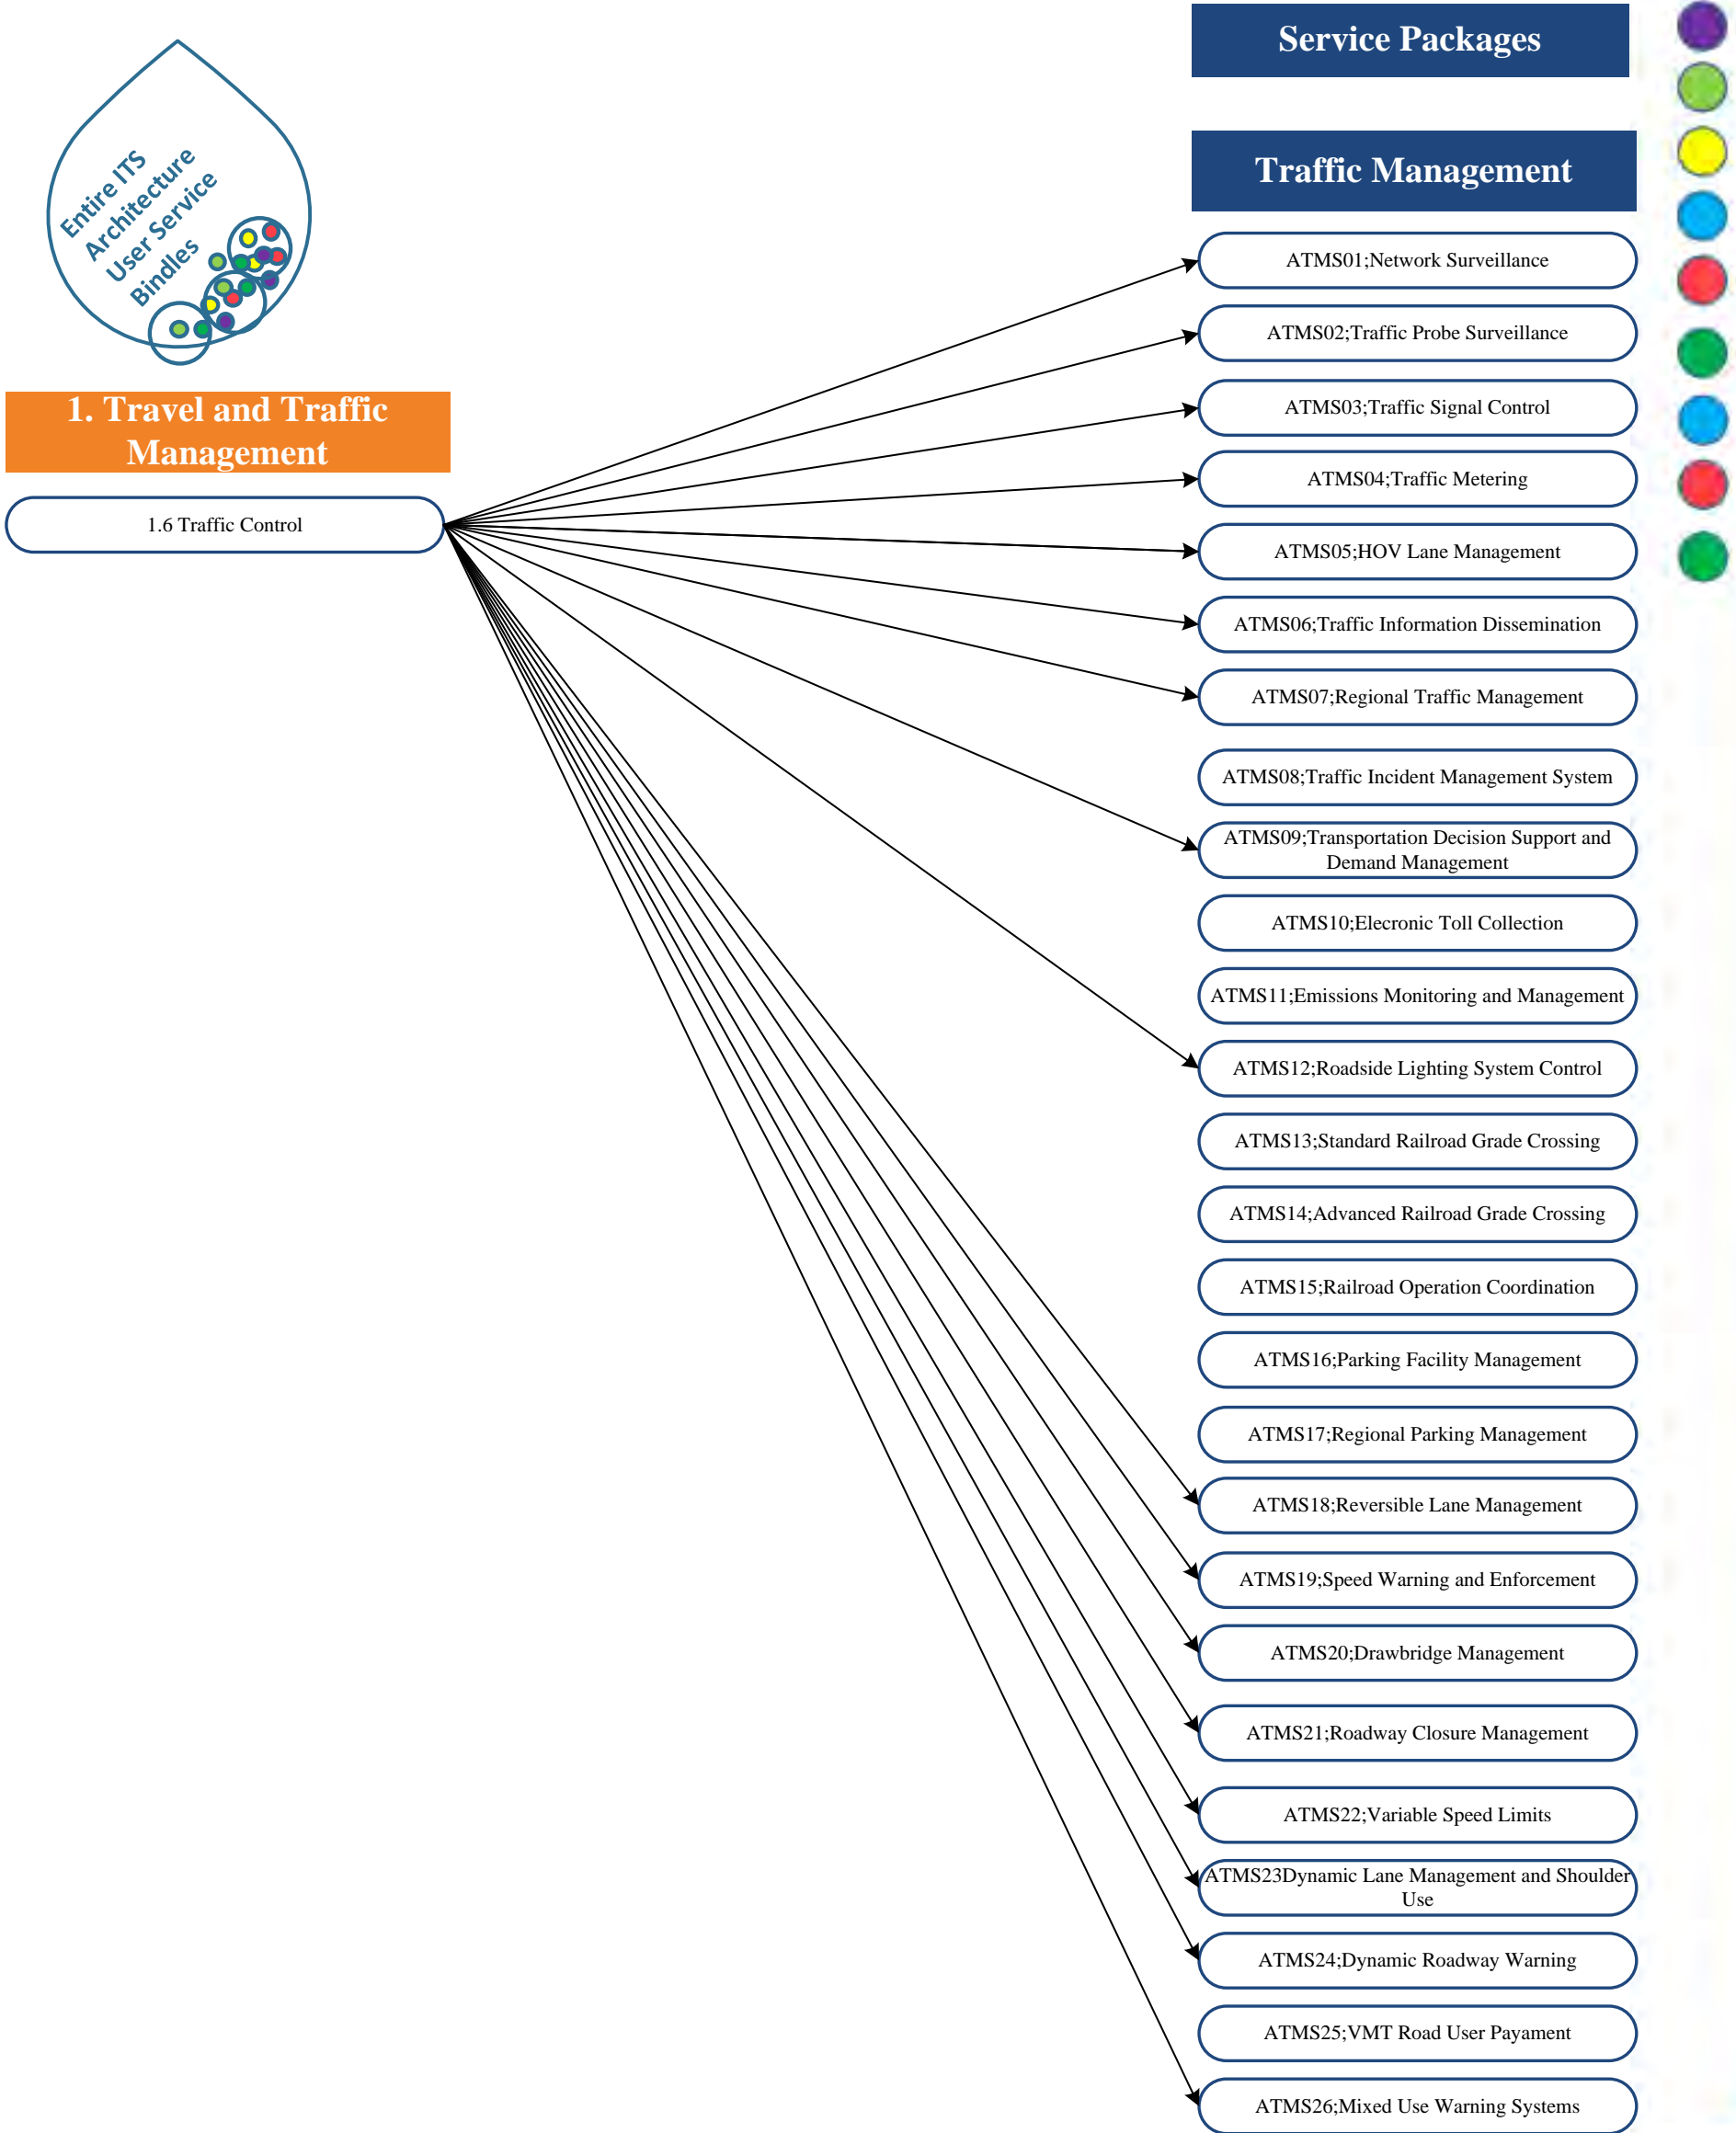 Service Packages
Traffic Management
Entire ITS
Architecture
User Service
Bindles
1. Travel and Traffic
Management
1.6 Traffic Control
ATMS01;Network Surveillance
ATMS02;Traffic Probe Surveillance
ATMS03;Traffic Signal Control
ATMS04;Traffic Metering
ATMS05;HOV Lane Management
ATMS06;Traffic Information Dissemination
ATMS07;Regional Traffic Management
ATMS08;Traffic Incident Management System
ATMS09;Transportation Decision Support and
Demand Management
ATMS10;Elecronic Toll Collection
ATMS11;Emissions Monitoring and Management
ATMS12;Roadside Lighting System Control
ATMS13;Standard Railroad Grade Crossing
ATMS14;Advanced Railroad Grade Crossing
ATMS15;Railroad Operation Coordination
ATMS16;Parking Facility Management
ATMS17;Regional Parking Management
ATMS18;Reversible Lane Management
ATMS19;Speed Warning and Enforcement
ATMS20;Drawbridge Management
ATMS21;Roadway Closure Management
ATMS22;Variable Speed Limits
ATMS23Dynamic Lane Management and Shoulder
Use
ATMS24;Dynamic Roadway Warning
ATMS25;VMT Road User Payament
ATMS26;Mixed Use Warning Systems